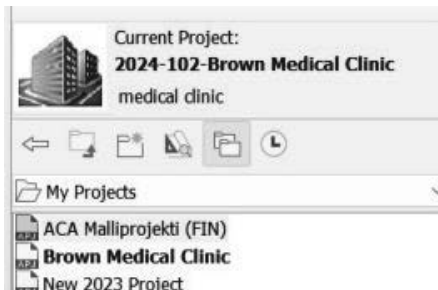 Current Project:
2024-102-Brown Medical Clinic
medical clinic
My Projects
ACA Malliprojekti (FIN)
Brown Medical Clinic
New 2023 Project